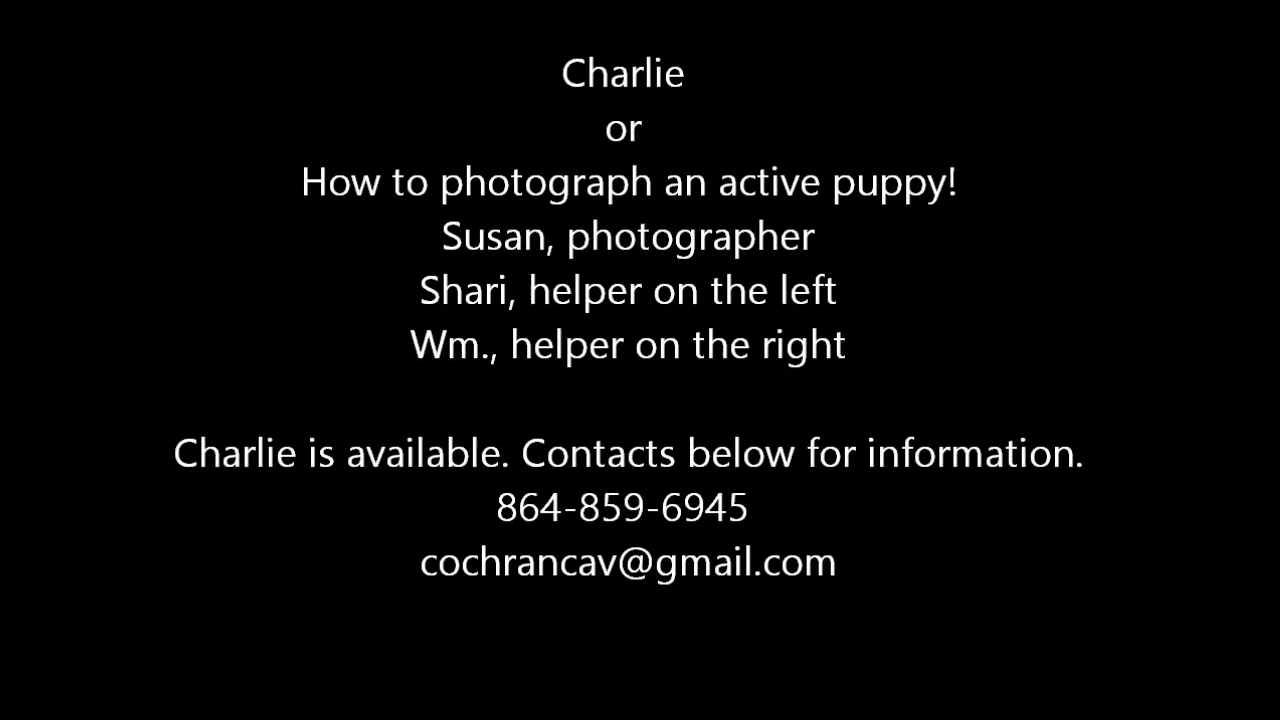 Charlie
or
How to photograph an active puppy!
Susan, photographer
Shari, helper on the left
Wm., helper on the right
Charlie is available. Contacts below for information.
864-859-6945
cochrancav@gmail.com